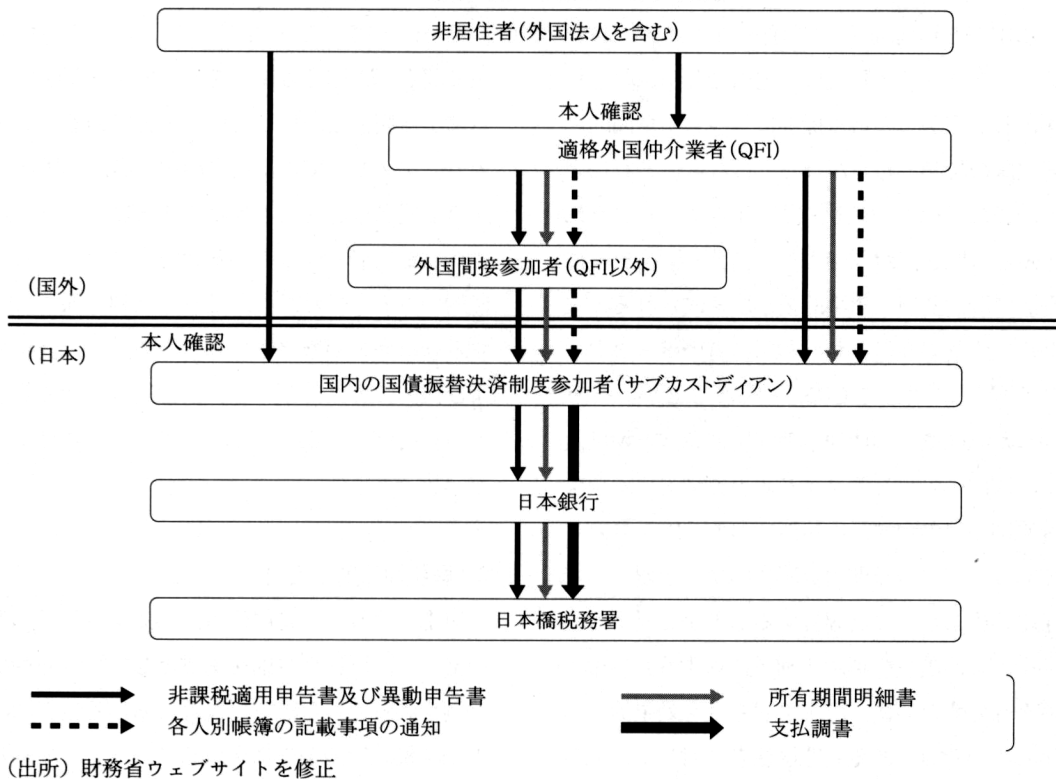 非居住者(外国法人を含む)
本人確認
適格外国仲介業者(QFI)
外国間接参加者(QFI以外)
(国外)
(日本)
本人確認
国内の国債振替決済制度参加者(サブカストディアン)
日本銀行
日本橋税務署
非課税適用申告書及び異動申告書
所有期間明細書
各人別帳簿の記載事項の通知
支払調書
(出所)財務省ウェブサイトを修正